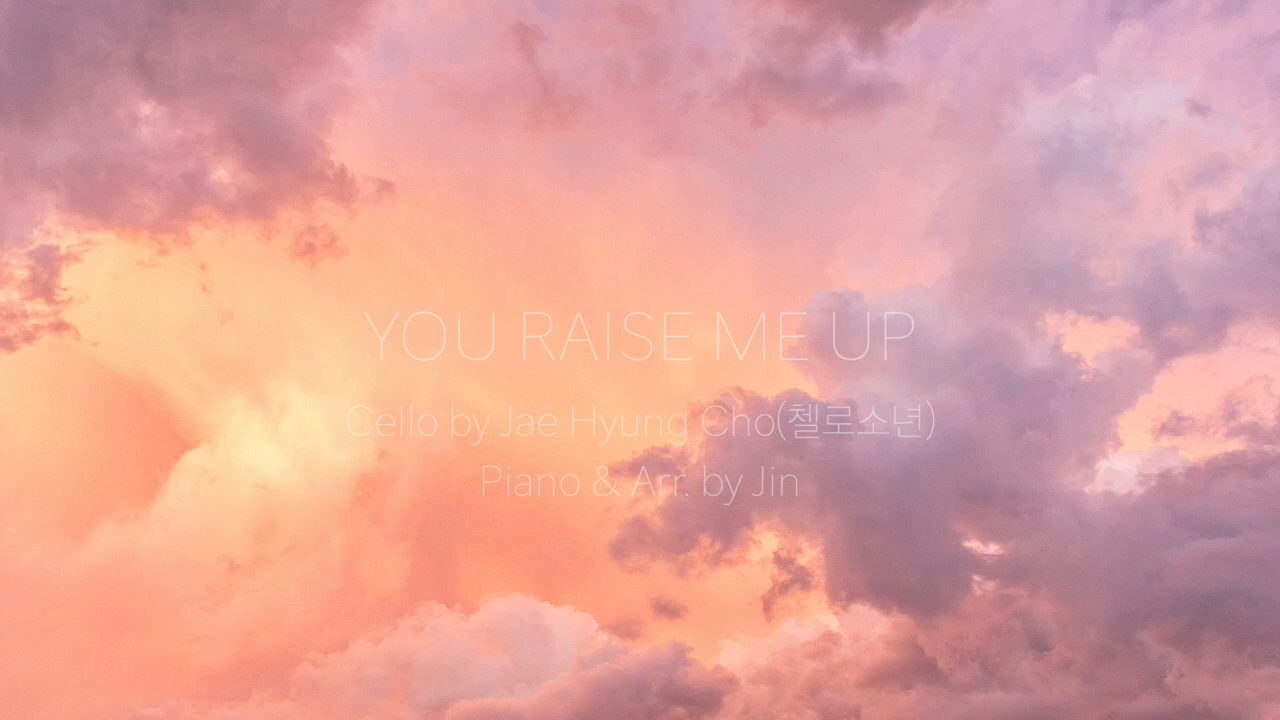 YOU RAISE ME UP
Cello by Jae Hyung Cho(첼로소년)
Piano & Arr. by Jin